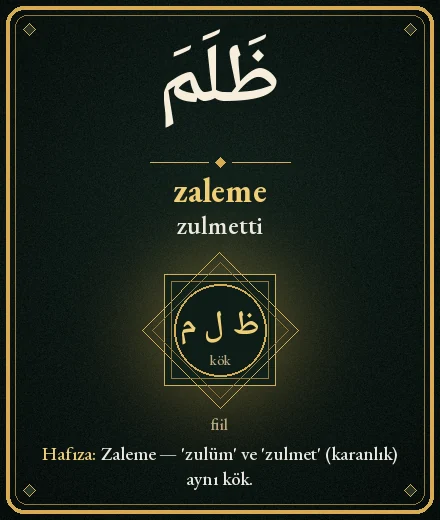 ظَلَمَ
zaleme
zulmetti
ظ ل م
kök
fiil
Hafıza: Zaleme — 'zulüm' ve 'zulmet' (karanlık)
aynı kök.